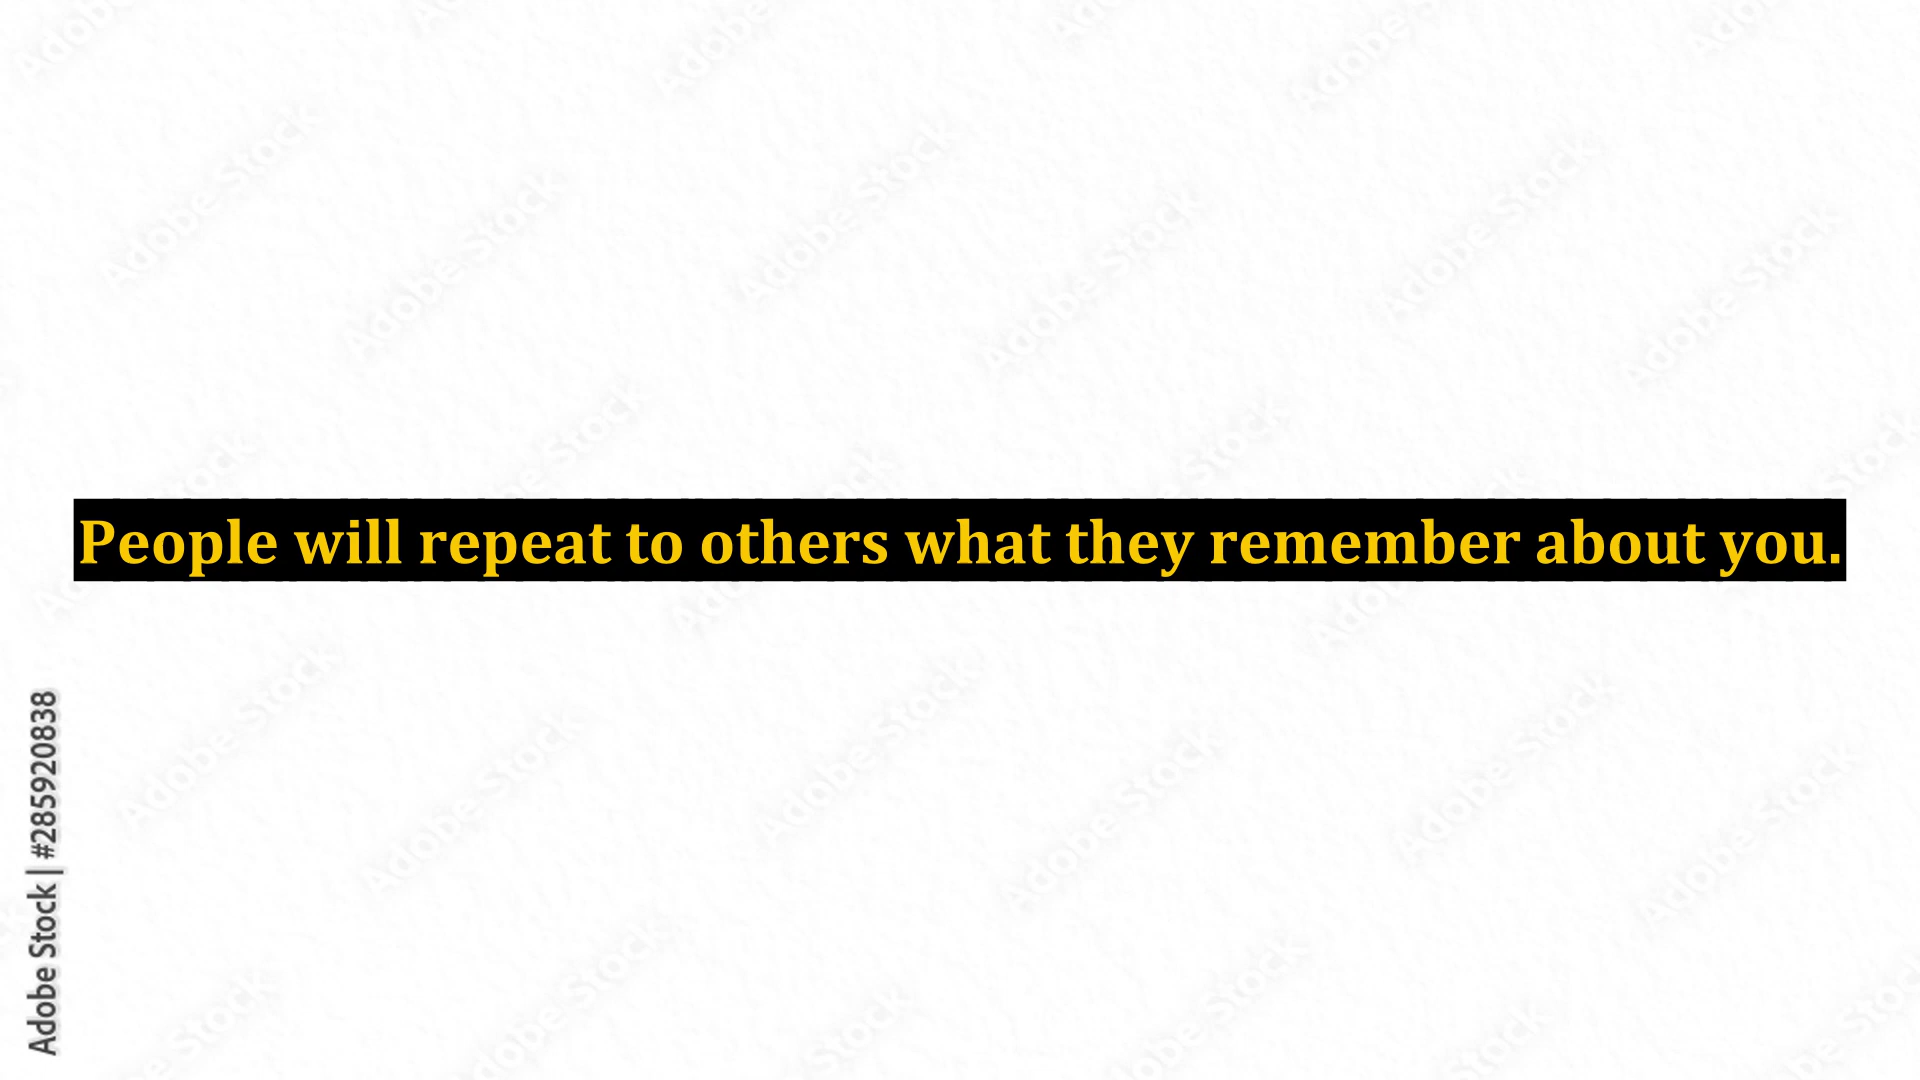 People will repeat to others what they remember about you.
Adobe Stock | #285920838